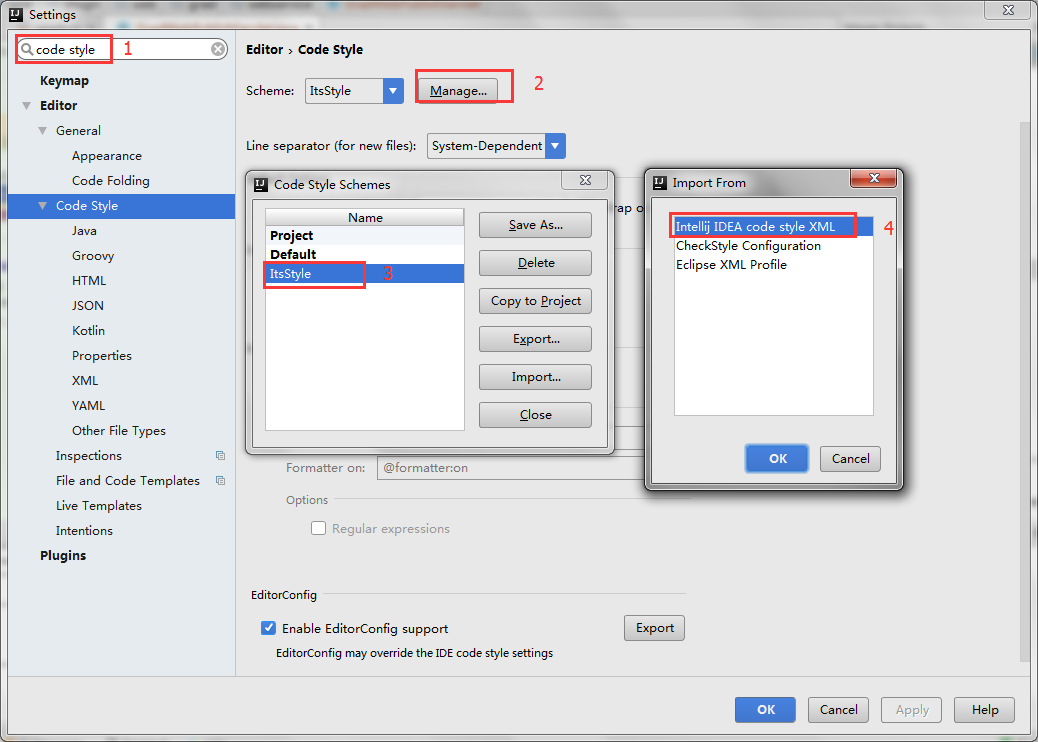 Settings
code style
1
Keymap
Editor
General
Appearance
Code Folding
Code Style
Java
Groovy
HTML
JSON
Kotlin
Properties
XML
YAML
Other File Types
Inspections
File and Code Templates
Live Templates
Intentions
Plugins
Editor › Code Style
Scheme: ItsStyle Manage... 2
Line separator (for new files): System-Dependent
Code Style Schemes
Name
Project
Default
ItsStyle 3
Save As...
Delete
Copy to Project
Export...
Import...
Close
Import From
Intellij IDEA code style XML 4
CheckStyle Configuration
Eclipse XML Profile
OK Cancel
Formatter on: @formatter:on
Options
Regular expressions
EditorConfig
Enable EditorConfig support Export
EditorConfig may override the IDE code style settings
OK Cancel Apply Help